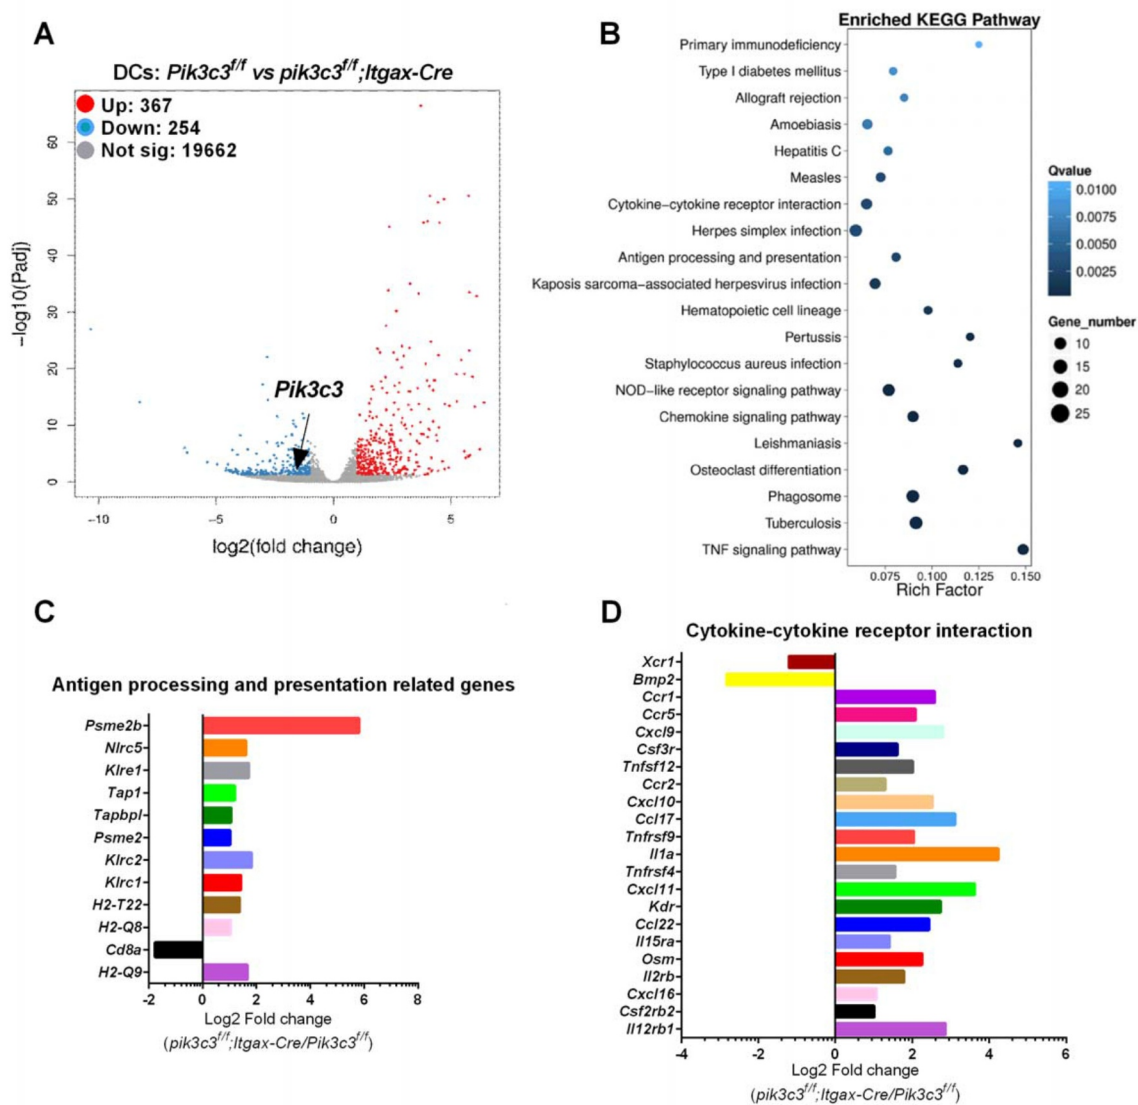 A
DCs: Pik3c3f/f vs pik3c3f/f;Itgax-Cre
Up: 367
Down: 254
Not sig: 19662
Pik3c3
−log10(Padj)
60
50
40
30
20
10
0
−10
−5
0
5
log2(fold change)
B
Enriched KEGG Pathway
Primary immunodeficiency
Type I diabetes mellitus
Allograft rejection
Amoebiasis
Hepatitis C
Measles
Cytokine−cytokine receptor interaction
Herpes simplex infection
Antigen processing and presentation
Kaposis sarcoma−associated herpesvirus infection
Hematopoietic cell lineage
Pertussis
Staphylococcus aureus infection
NOD−like receptor signaling pathway
Chemokine signaling pathway
Leishmaniasis
Osteoclast differentiation
Phagosome
Tuberculosis
TNF signaling pathway
0.075 0.100 0.125 0.150
Rich Factor
Qvalue
0.0100
0.0075
0.0050
0.0025
Gene_number
10
15
20
25
C
Antigen processing and presentation related genes
Psme2b
Nlrc5
Klre1
Tap1
Tapbpl
Psme2
Klrc2
Klrc1
H2-T22
H2-Q8
Cd8a
H2-Q9
-2 0 2 4 6 8
Log2 Fold change
(pik3c3f/f;Itgax-Cre/Pik3c3f/f)
D
Cytokine-cytokine receptor interaction
Xcr1
Bmp2
Ccr1
Ccr5
Cxcl9
Csf3r
Tnfsf12
Ccr2
Cxcl10
Ccl17
Tnfrsf9
Il1a
Tnfrsf4
Cxcl11
Kdr
Ccl22
Il15ra
Osm
Il2rb
Cxcl16
Csf2rb2
Il12rb1
-4 -2 0 2 4 6
Log2 Fold change
(pik3c3f/f;Itgax-Cre/Pik3c3f/f)